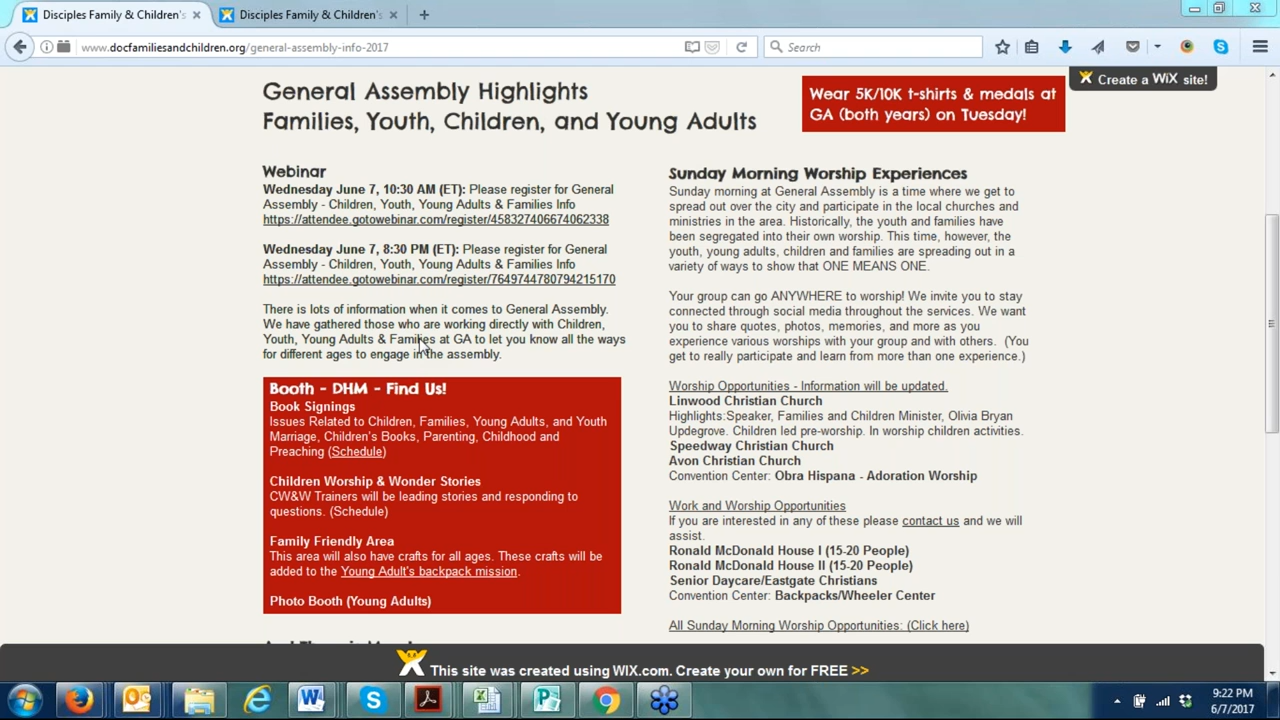 Disciples Family & Children's
Disciples Family & Children's
www.docfamiliesandchildren.org/general-assembly-info-2017
Search
Create a WiX site!
General Assembly Highlights
Families, Youth, Children, and Young Adults
Wear 5K/10K t-shirts & medals at
GA (both years) on Tuesday!
Webinar
Wednesday June 7, 10:30 AM (ET): Please register for General
Assembly - Children, Youth, Young Adults & Families Info
https://attendee.gotowebinar.com/register/458327406674062338
Wednesday June 7, 8:30 PM (ET): Please register for General
Assembly - Children, Youth, Young Adults & Families Info
https://attendee.gotowebinar.com/register/7649744780794215170
There is lots of information when it comes to General Assembly.
We have gathered those who are working directly with Children,
Youth, Young Adults & Families at GA to let you know all the ways
for different ages to engage in the assembly.
Booth - DHM - Find Us!
Book Signings
Issues Related to Children, Families, Young Adults, and Youth
Marriage, Children's Books, Parenting, Childhood and
Preaching (Schedule)
Children Worship & Wonder Stories
CW&W Trainers will be leading stories and responding to
questions. (Schedule)
Family Friendly Area
This area will also have crafts for all ages. These crafts will be
added to the Young Adult's backpack mission.
Photo Booth (Young Adults)
Sunday Morning Worship Experiences
Sunday morning at General Assembly is a time where we get to
spread out over the city and participate in the local churches and
ministries in the area. Historically, the youth and families have
been segregated into their own worship. This time, however, the
youth, young adults, children and families are spreading out in a
variety of ways to show that ONE MEANS ONE.
Your group can go ANYWHERE to worship! We invite you to stay
connected through social media throughout the services. We want
you to share quotes, photos, memories, and more as you
experience various worships with your group and with others. (You
get to really participate and learn from more than one experience.)
Worship Opportunities - Information will be updated.
Linwood Christian Church
Highlights:Speaker, Families and Children Minister, Olivia Bryan
Updegrove. Children led pre-worship. In worship children activities.
Speedway Christian Church
Avon Christian Church
Convention Center: Obra Hispana - Adoration Worship
Work and Worship Opportunities
If you are interested in any of these please contact us and we will
assist.
Ronald McDonald House I (15-20 People)
Ronald McDonald House II (15-20 People)
Senior Daycare/Eastgate Christians
Convention Center: Backpacks/Wheeler Center
All Sunday Morning Worship Opportunities: (Click here)
This site was created using WIX.com. Create your own for FREE >>
9:22 PM
6/7/2017